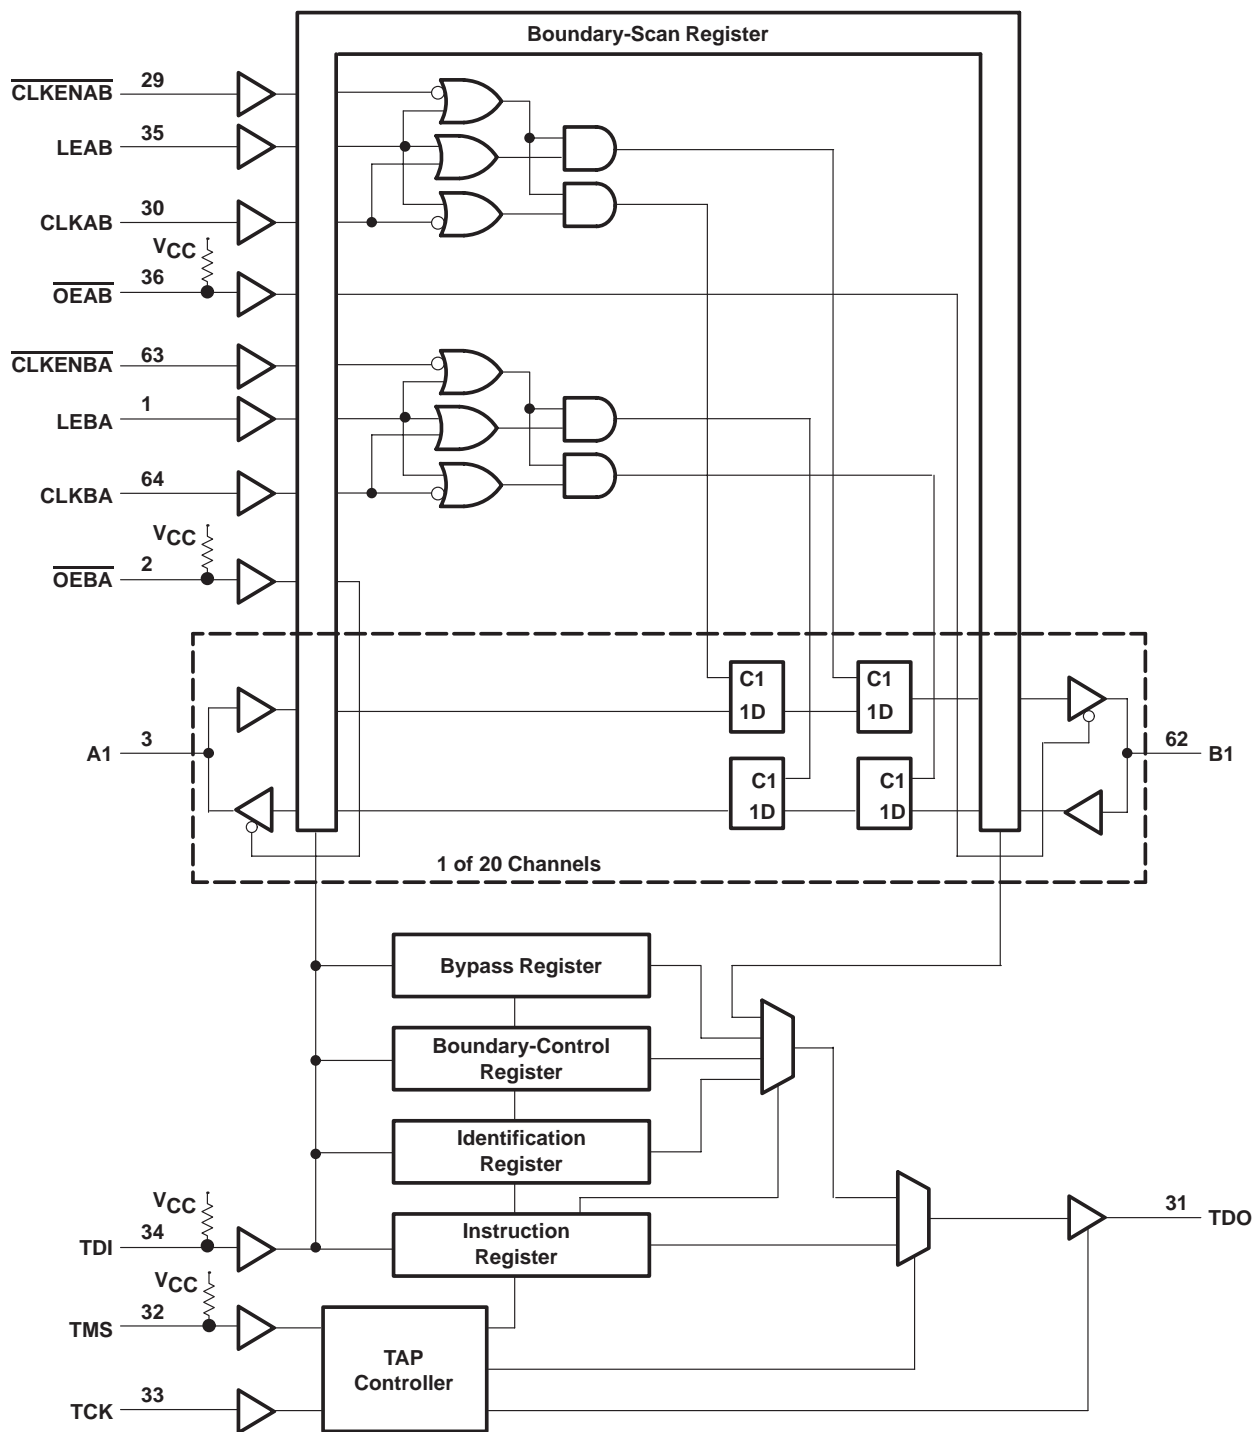 Boundary-Scan Register
CLKENAB 29
LEAB 35
CLKAB 30
VCC
OEAB 36
CLKENBA 63
LEBA 1
CLKBA 64
VCC
OEBA 2
C1
1D
C1
1D
A1 3
62 B1
C1
1D
C1
1D
1 of 20 Channels
Bypass Register
Boundary-Control
Register
Identification
Register
VCC
TDI 34
Instruction
Register
31 TDO
VCC
TMS 32
TAP
Controller
TCK 33